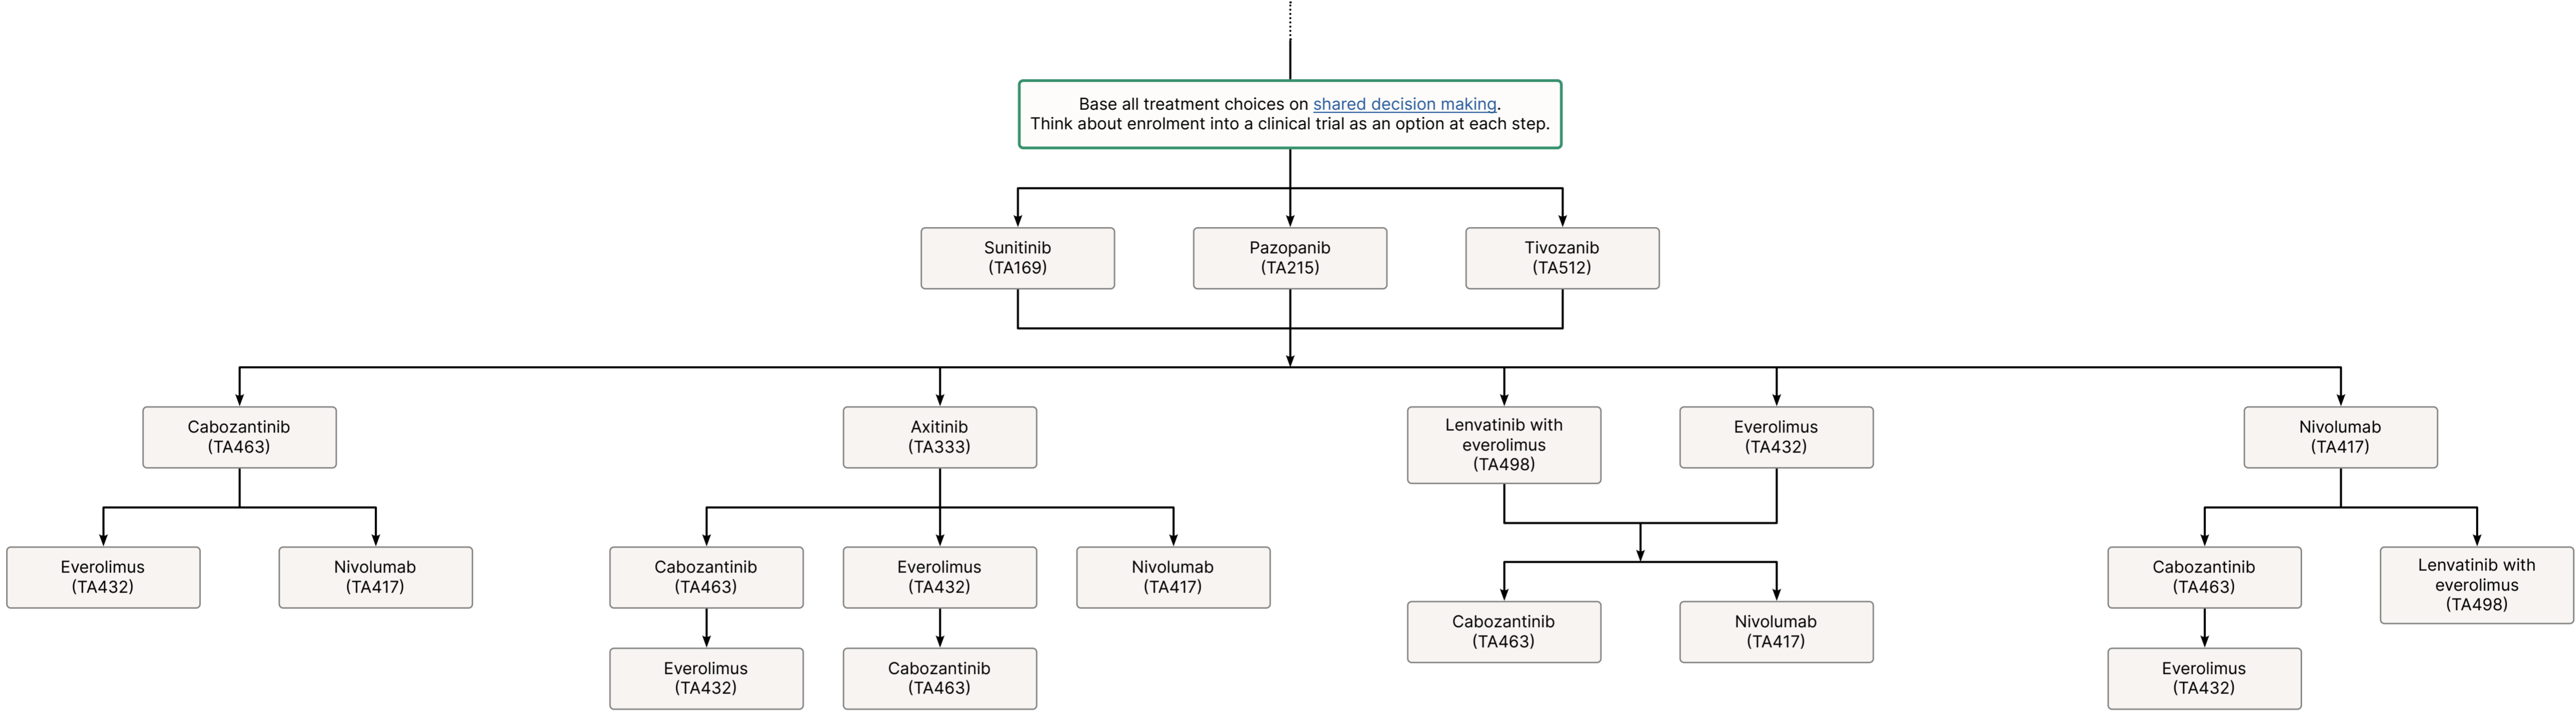 Base all treatment choices on shared decision making.
Think about enrolment into a clinical trial as an option at each step.
Sunitinib
(TA169)
Pazopanib
(TA215)
Tivozanib
(TA512)
Cabozantinib
(TA463)
Axitinib
(TA333)
Lenvatinib with
everolimus
(TA498)
Everolimus
(TA432)
Nivolumab
(TA417)
Everolimus
(TA432)
Nivolumab
(TA417)
Cabozantinib
(TA463)
Everolimus
(TA432)
Nivolumab
(TA417)
Cabozantinib
(TA463)
Nivolumab
(TA417)
Cabozantinib
(TA463)
Lenvatinib with
everolimus
(TA498)
Everolimus
(TA432)
Cabozantinib
(TA463)
Everolimus
(TA432)